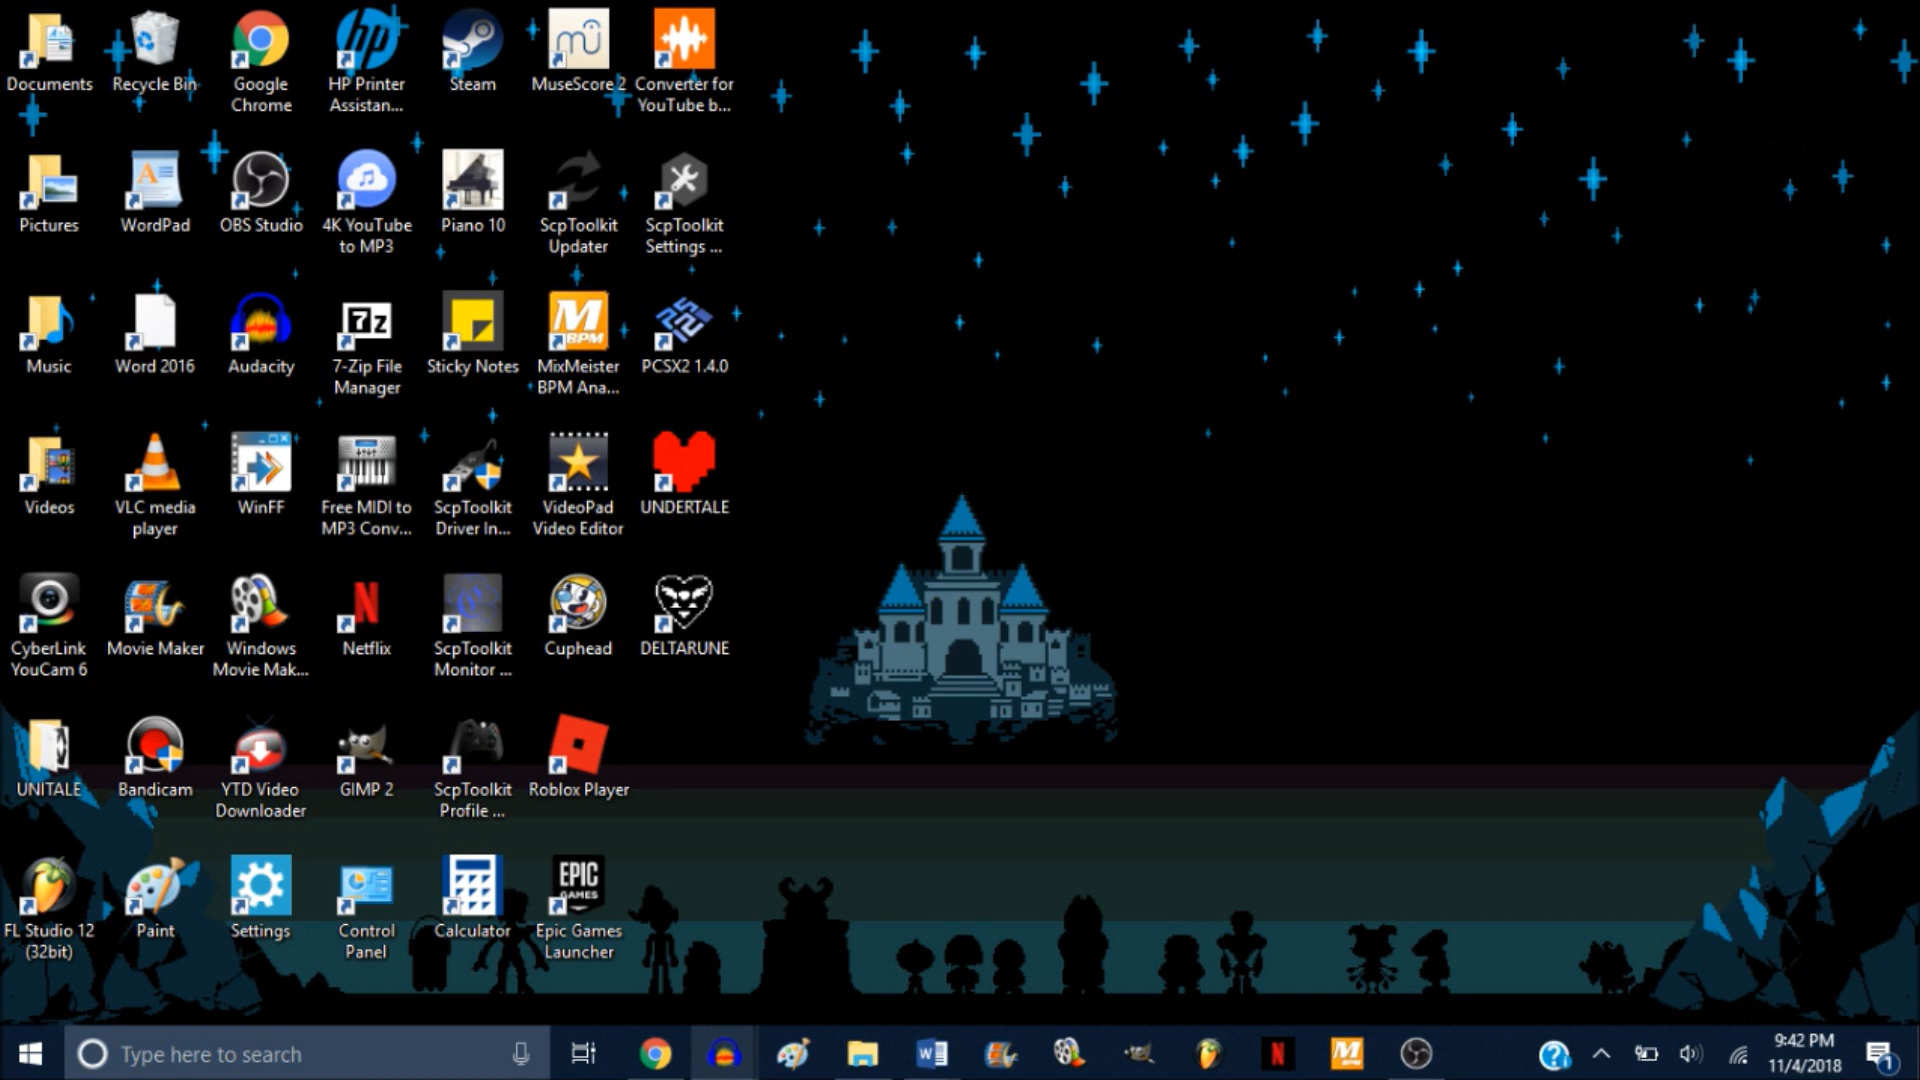 Documents
Recycle Bin
Google
Chrome
HP Printer
Assistan...
Steam
MuseScore 2
Converter for
YouTube b...
Pictures
WordPad
OBS Studio
4K YouTube
to MP3
Piano 10
ScpToolkit
Updater
ScpToolkit
Settings ...
Music
Word 2016
Audacity
7z
7-Zip File
Manager
Sticky Notes
M
BPM
MixMeister
BPM Ana...
PCSX2 1.4.0
Videos
VLC media
player
WinFF
Free MIDI to
MP3 Conv...
ScpToolkit
Driver In...
VideoPad
Video Editor
UNDERTALE
CyberLink
YouCam 6
Movie Maker
Windows
Movie Mak...
N
Netflix
ScpToolkit
Monitor ...
Cuphead
DELTARUNE
UNITALE
Bandicam
YTD Video
Downloader
GIMP 2
ScpToolkit
Profile ...
Roblox Player
FL Studio 12
(32bit)
Paint
Settings
Control
Panel
Calculator
EPIC
GAMES
Epic Games
Launcher
Type here to search
9:42 PM
11/4/2018
1